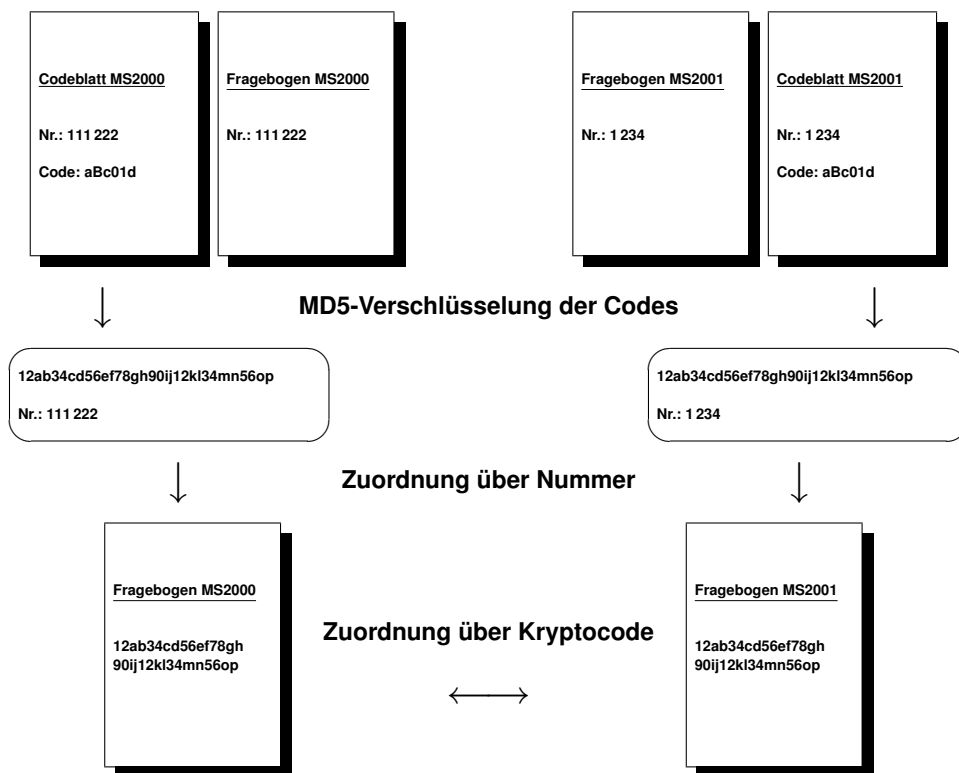 Codeblatt MS2000
Nr.: 111 222
Code: aBc01d
Fragebogen MS2000
Nr.: 111 222
Fragebogen MS2001
Nr.: 1 234
Codeblatt MS2001
Nr.: 1 234
Code: aBc01d
MD5-Verschlüsselung der Codes
12ab34cd56ef78gh90ij12kl34mn56op
Nr.: 111 222
12ab34cd56ef78gh90ij12kl34mn56op
Nr.: 1 234
Zuordnung über Nummer
Fragebogen MS2000
12ab34cd56ef78gh
90ij12kl34mn56op
Zuordnung über Kryptocode
Fragebogen MS2001
12ab34cd56ef78gh
90ij12kl34mn56op